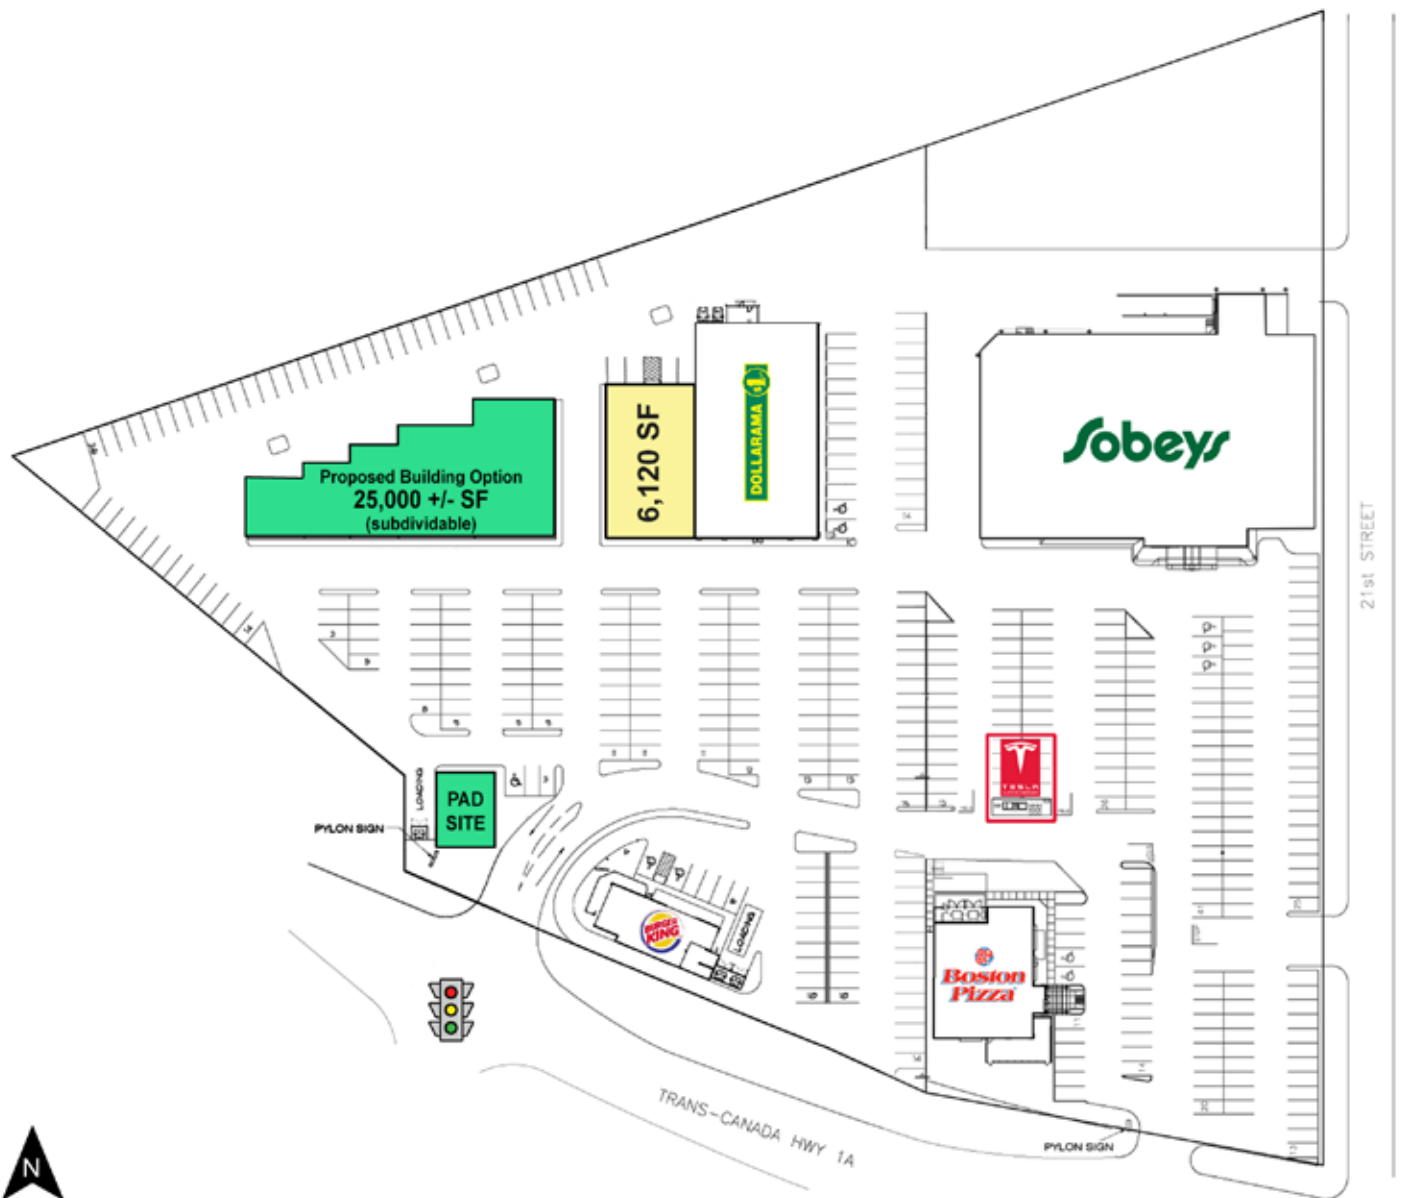 Sobeys
DOLLARAMA
6,120 SF
Proposed Building Option
25,000 +/- SF
(subdividable)
21st STREET
TESLA
LOADING
PAD
SITE
PYLON SIGN
BURGER
KING
LOADING
Boston
Pizza
TRANS-CANADA HWY 1A
PYLON SIGN
N